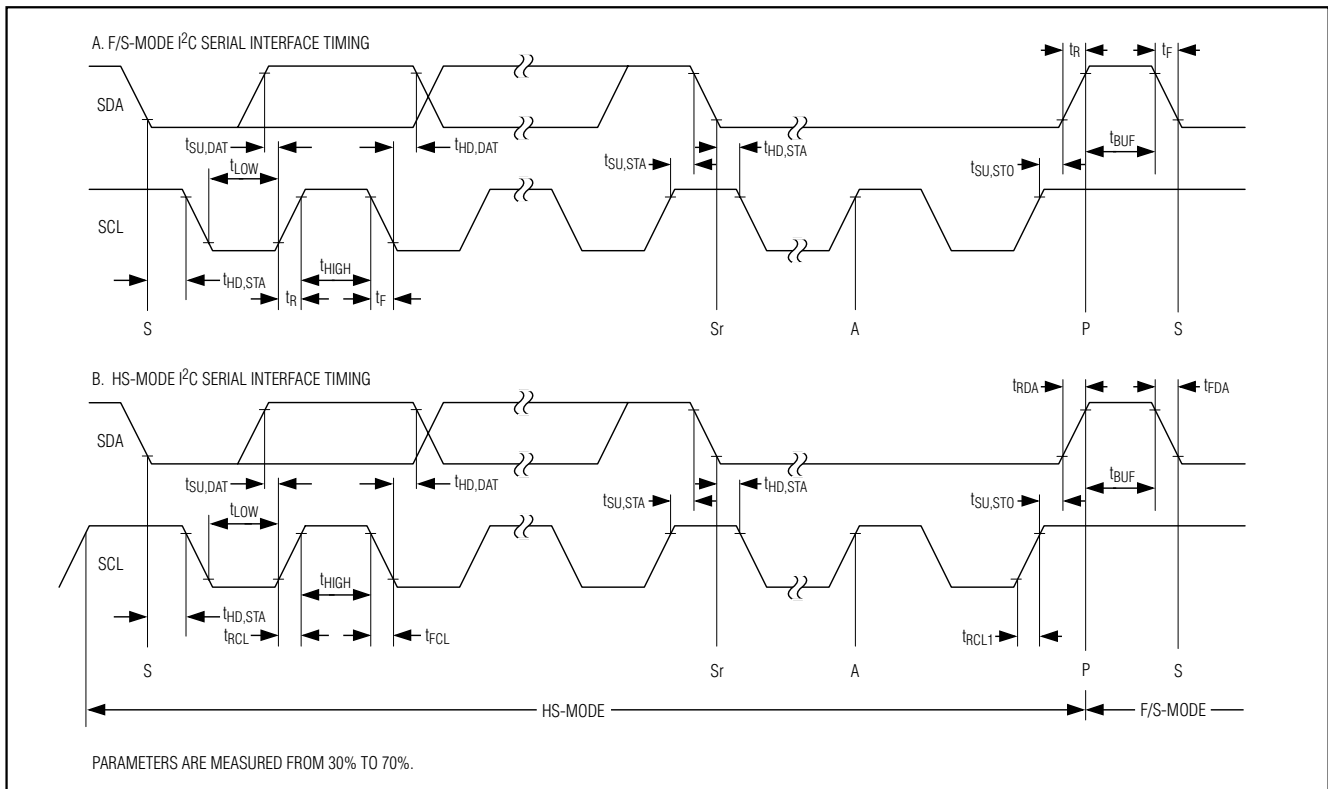 A. F/S-MODE I²C SERIAL INTERFACE TIMING
tR
tF
SDA
tSU,DAT
tHD,DAT
tLOW
tSU,STA
tHD,STA
tSU,STO
tBUF
SCL
tHD,STA
tR
tHIGH
tF
S
Sr
A
P
S
B. HS-MODE I²C SERIAL INTERFACE TIMING
tRDA
tFDA
SDA
tSU,DAT
tHD,DAT
tLOW
tSU,STA
tHD,STA
tSU,STO
tBUF
SCL
tHIGH
tHD,STA
tRCL
tFCL
tRCL1
S
Sr
A
P
S
HS-MODE
F/S-MODE
PARAMETERS ARE MEASURED FROM 30% TO 70%.